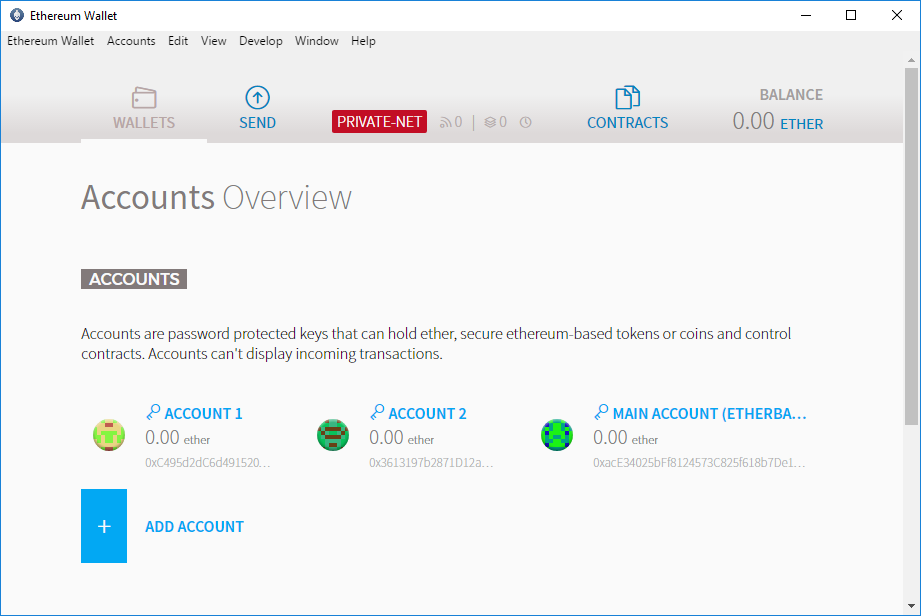 Ethereum Wallet
Ethereum Wallet Accounts Edit View Develop Window Help
WALLETS
SEND
PRIVATE-NET 0 | 0
CONTRACTS
BALANCE
0.00 ETHER
Accounts Overview
ACCOUNTS
Accounts are password protected keys that can hold ether, secure ethereum-based tokens or coins and control
contracts. Accounts can't display incoming transactions.
ACCOUNT 1
0.00 ether
0xC495d2dC6d491520...
ACCOUNT 2
0.00 ether
0x3613197b2871D12a...
MAIN ACCOUNT (ETHERBA...
0.00 ether
0xacE34025bFf8124573C825f618b7De1...
+ ADD ACCOUNT